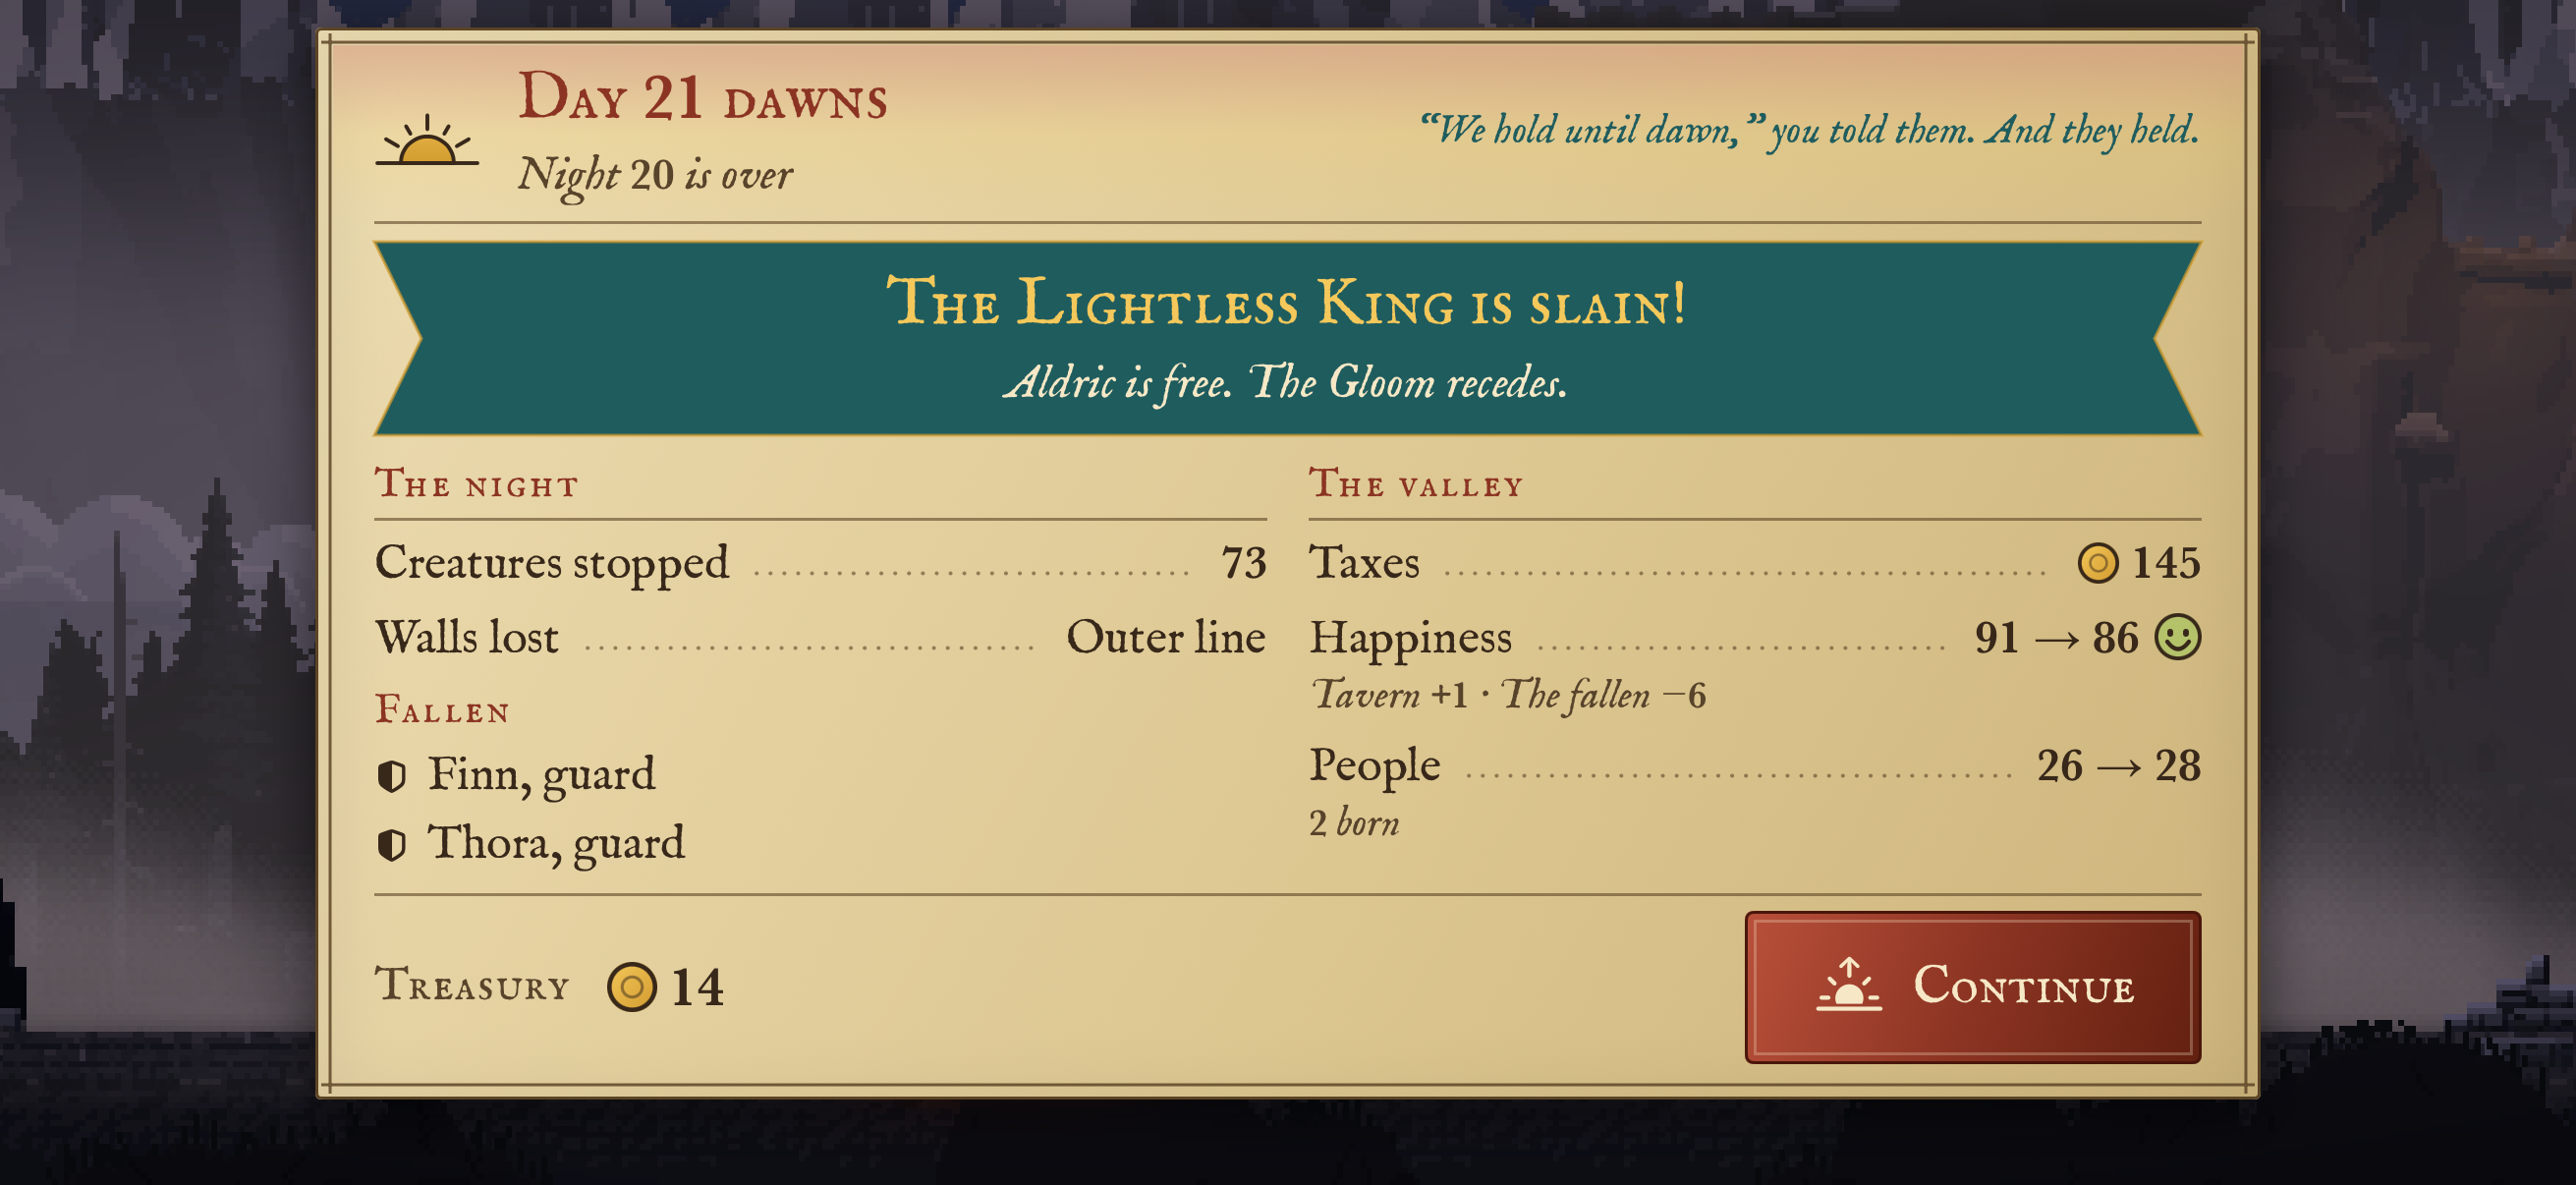 Day 21 dawns
Night 20 is over
“We hold until dawn,” you told them. And they held.
The Lightless King is slain!
Aldric is free. The Gloom recedes.
The night
Creatures stopped 73
Walls lost Outer line
Fallen
Finn, guard
Thora, guard
The valley
Taxes 145
Happiness 91 → 86
Tavern +1 · The fallen −6
People 26 → 28
2 born
Treasury 14
Continue